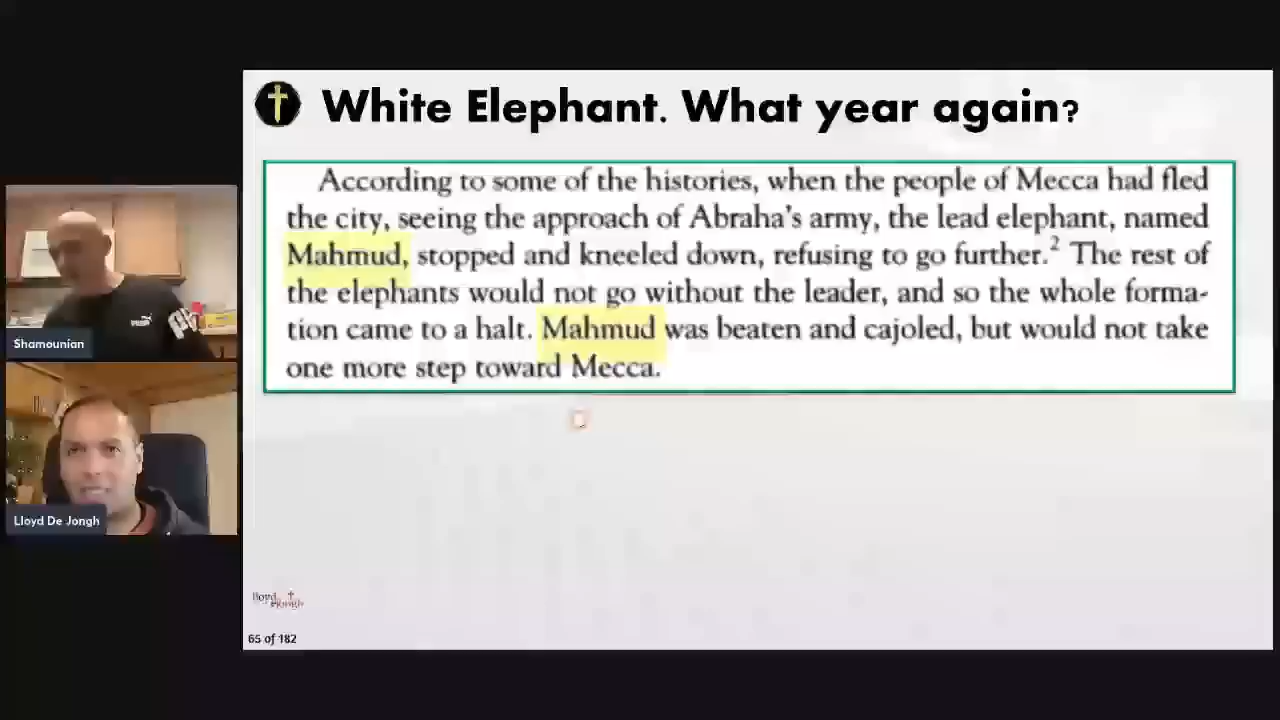 White Elephant. What year again?
According to some of the histories, when the people of Mecca had fled
the city, seeing the approach of Abraha's army, the lead elephant, named
Mahmud, stopped and kneeled down, refusing to go further.2 The rest of
the elephants would not go without the leader, and so the whole forma-
tion came to a halt. Mahmud was beaten and cajoled, but would not take
one more step toward Mecca.
Shamounian
Lloyd De Jongh
lloyd
de Jongh
65 of 182